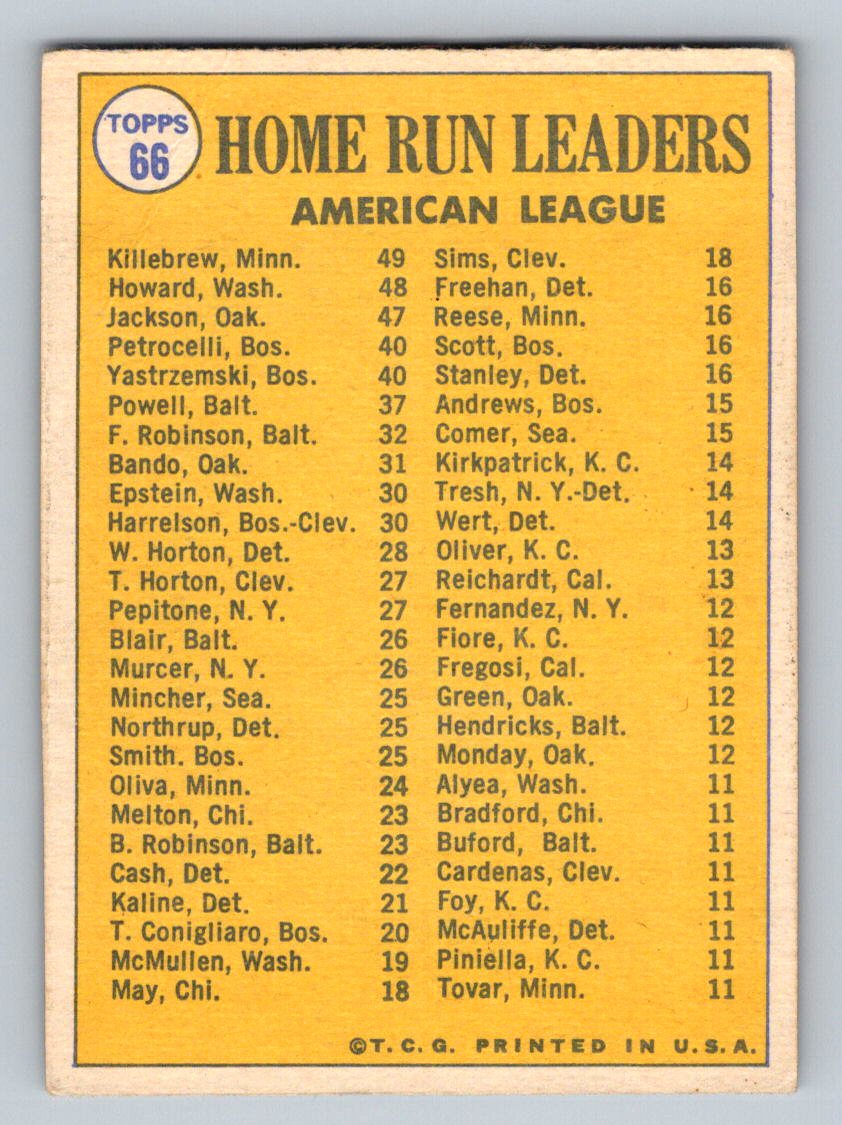 TOPPS
66
HOME RUN LEADERS
AMERICAN LEAGUE
Killebrew, Minn. 49
Howard, Wash. 48
Jackson, Oak. 47
Petrocelli, Bos. 40
Yastrzemski, Bos. 40
Powell, Balt. 37
F. Robinson, Balt. 32
Bando, Oak. 31
Epstein, Wash. 30
Harrelson, Bos.-Clev. 30
W. Horton, Det. 28
T. Horton, Clev. 27
Pepitone, N. Y. 27
Blair, Balt. 26
Murcer, N. Y. 26
Mincher, Sea. 25
Northrup, Det. 25
Smith. Bos. 25
Oliva, Minn. 24
Melton, Chi. 23
B. Robinson, Balt. 23
Cash, Det. 22
Kaline, Det. 21
T. Conigliaro, Bos. 20
McMullen, Wash. 19
May, Chi. 18
Sims, Clev. 18
Freehan, Det. 16
Reese, Minn. 16
Scott, Bos. 16
Stanley, Det. 16
Andrews, Bos. 15
Comer, Sea. 15
Kirkpatrick, K. C. 14
Tresh, N. Y.-Det. 14
Wert, Det. 14
Oliver, K. C. 13
Reichardt, Cal. 13
Fernandez, N. Y. 12
Fiore, K. C. 12
Fregosi, Cal. 12
Green, Oak. 12
Hendricks, Balt. 12
Monday, Oak. 12
Alyea, Wash. 11
Bradford, Chi. 11
Buford, Balt. 11
Cardenas, Clev. 11
Foy, K. C. 11
McAuliffe, Det. 11
Piniella, K. C. 11
Tovar, Minn. 11
©T. C. G. PRINTED IN U.S.A.